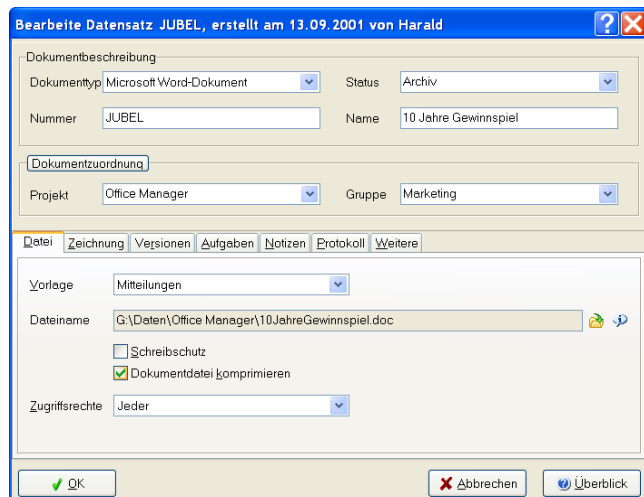 Bearbeite Datensatz JUBEL, erstellt am 13.09.2001 von Harald
Dokumentbeschreibung
Dokumenttyp Microsoft Word-Dokument Status Archiv
Nummer JUBEL Name 10 Jahre Gewinnspiel
Dokumentzuordnung
Projekt Office Manager Gruppe Marketing
Datei Zeichnung Versionen Aufgaben Notizen Protokoll Weitere
Vorlage Mitteilungen
Dateiname G:\Daten\Office Manager\10JahreGewinnspiel.doc
Schreibschutz
Dokumentdatei komprimieren
Zugriffsrechte Jeder
OK Abbrechen Überblick